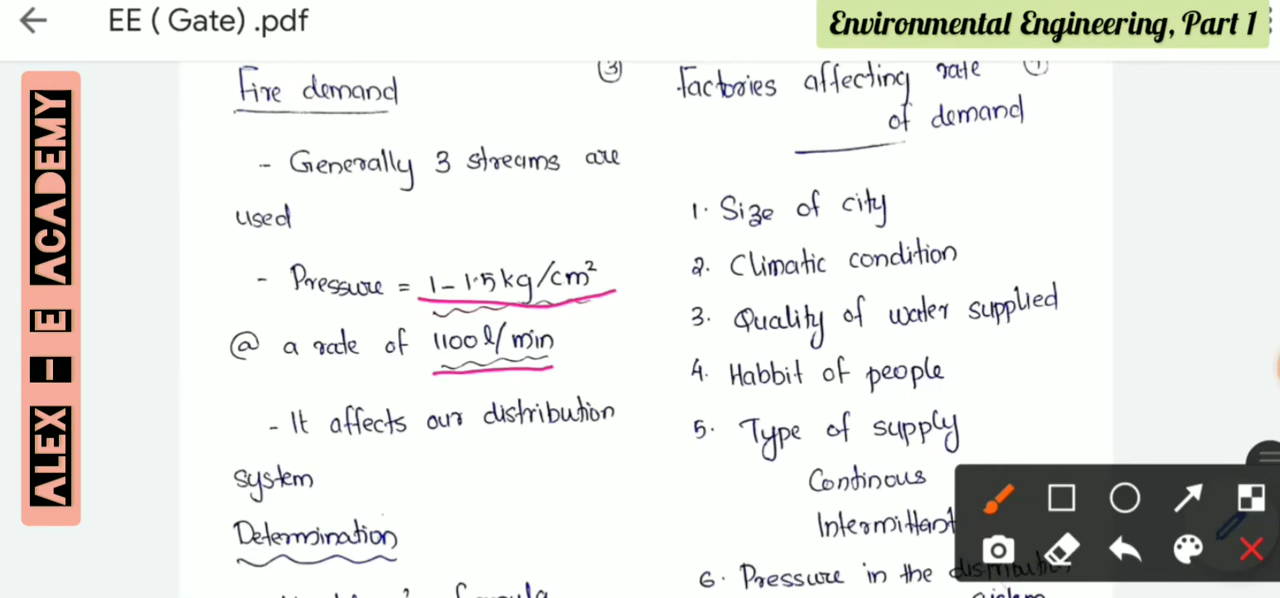 EE ( Gate) .pdf
Environmental Engineering, Part 1
ALEX - E ACADEMY
Fire demand
3
- Generally 3 streams are
used
- Pressure = 1 - 1.5 kg/cm²
@ a rate of 1100 l/min
- It affects our distribution
system
Determination
Factories affecting rate
of demand
1. Size of city
2. Climatic condition
3. Quality of water supplied
4. Habbit of people
5. Type of supply
Continous
Intermittant
6. Pressure in the distributi